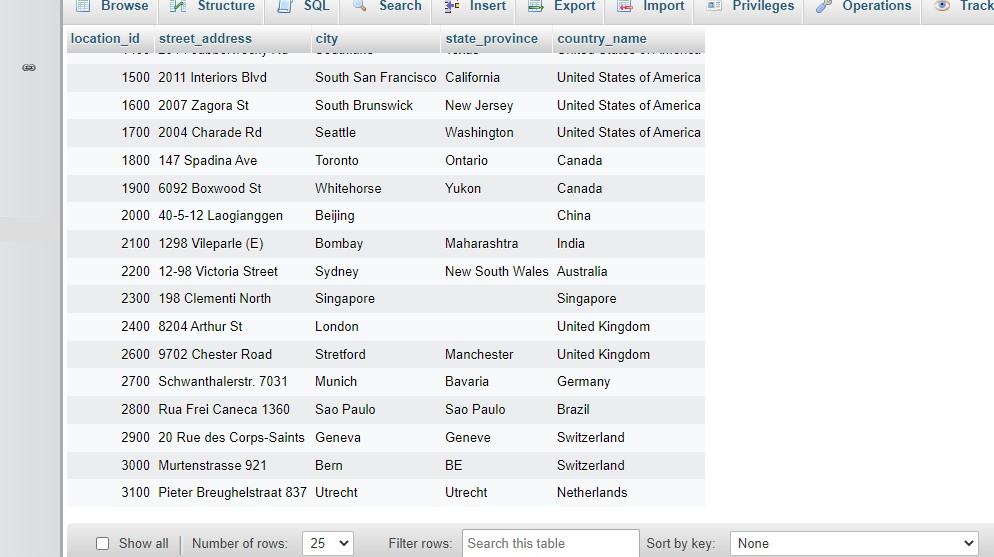 Browse Structure SQL Search Insert Export Import Privileges Operations Track
location_id street_address city state_province country_name
1500 2011 Interiors Blvd South San Francisco California United States of America
1600 2007 Zagora St South Brunswick New Jersey United States of America
1700 2004 Charade Rd Seattle Washington United States of America
1800 147 Spadina Ave Toronto Ontario Canada
1900 6092 Boxwood St Whitehorse Yukon Canada
2000 40-5-12 Laogianggen Beijing China
2100 1298 Vileparle (E) Bombay Maharashtra India
2200 12-98 Victoria Street Sydney New South Wales Australia
2300 198 Clementi North Singapore Singapore
2400 8204 Arthur St London United Kingdom
2600 9702 Chester Road Stretford Manchester United Kingdom
2700 Schwanthalerstr. 7031 Munich Bavaria Germany
2800 Rua Frei Caneca 1360 Sao Paulo Sao Paulo Brazil
2900 20 Rue des Corps-Saints Geneva Geneve Switzerland
3000 Murtenstrasse 921 Bern BE Switzerland
3100 Pieter Breughelstraat 837 Utrecht Utrecht Netherlands
Show all Number of rows: 25 Filter rows: Search this table Sort by key: None